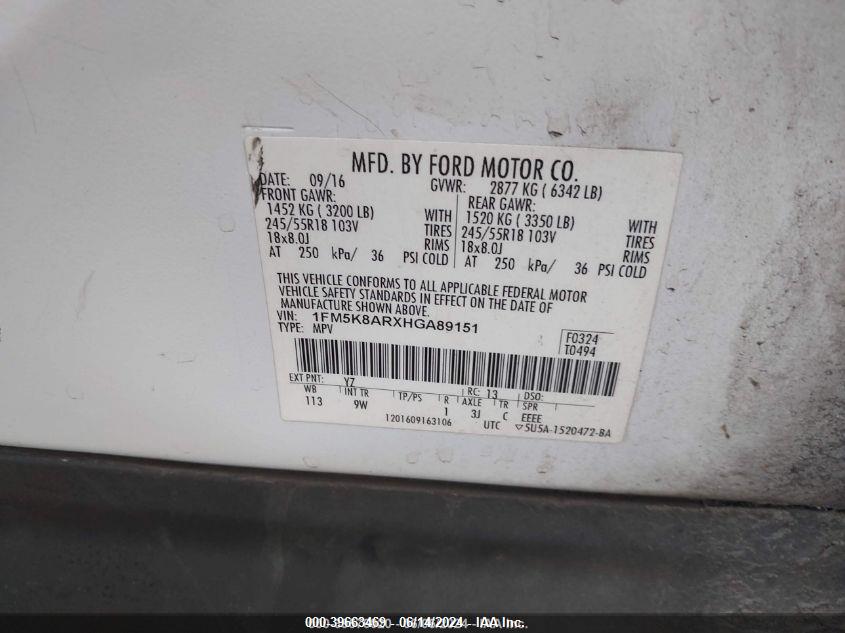 MFD. BY FORD MOTOR CO.
DATE: 09/16 GVWR: 2877 KG ( 6342 LB)
FRONT GAWR: REAR GAWR:
1452 KG ( 3200 LB) WITH 1520 KG ( 3350 LB) WITH
245/55R18 103V TIRES 245/55R18 103V TIRES
18x8.0J RIMS 18x8.0J RIMS
AT 250 kPa/ 36 PSI COLD AT 250 kPa/ 36 PSI COLD
THIS VEHICLE CONFORMS TO ALL APPLICABLE FEDERAL MOTOR
VEHICLE SAFETY STANDARDS IN EFFECT ON THE DATE OF
MANUFACTURE SHOWN ABOVE.
VIN: 1FM5K8ARXHGA89151
TYPE: MPV
F0324
T0494
EXT PNT: YZ RC: 13 DSO:
WB INT TR TP/PS R AXLE TR SPR
113 9W 1 3J C EEEE
1201609163106 UTC ▽5U5A-1520472-BA
000-39663469 - 06/14/2024 - IAA Inc.